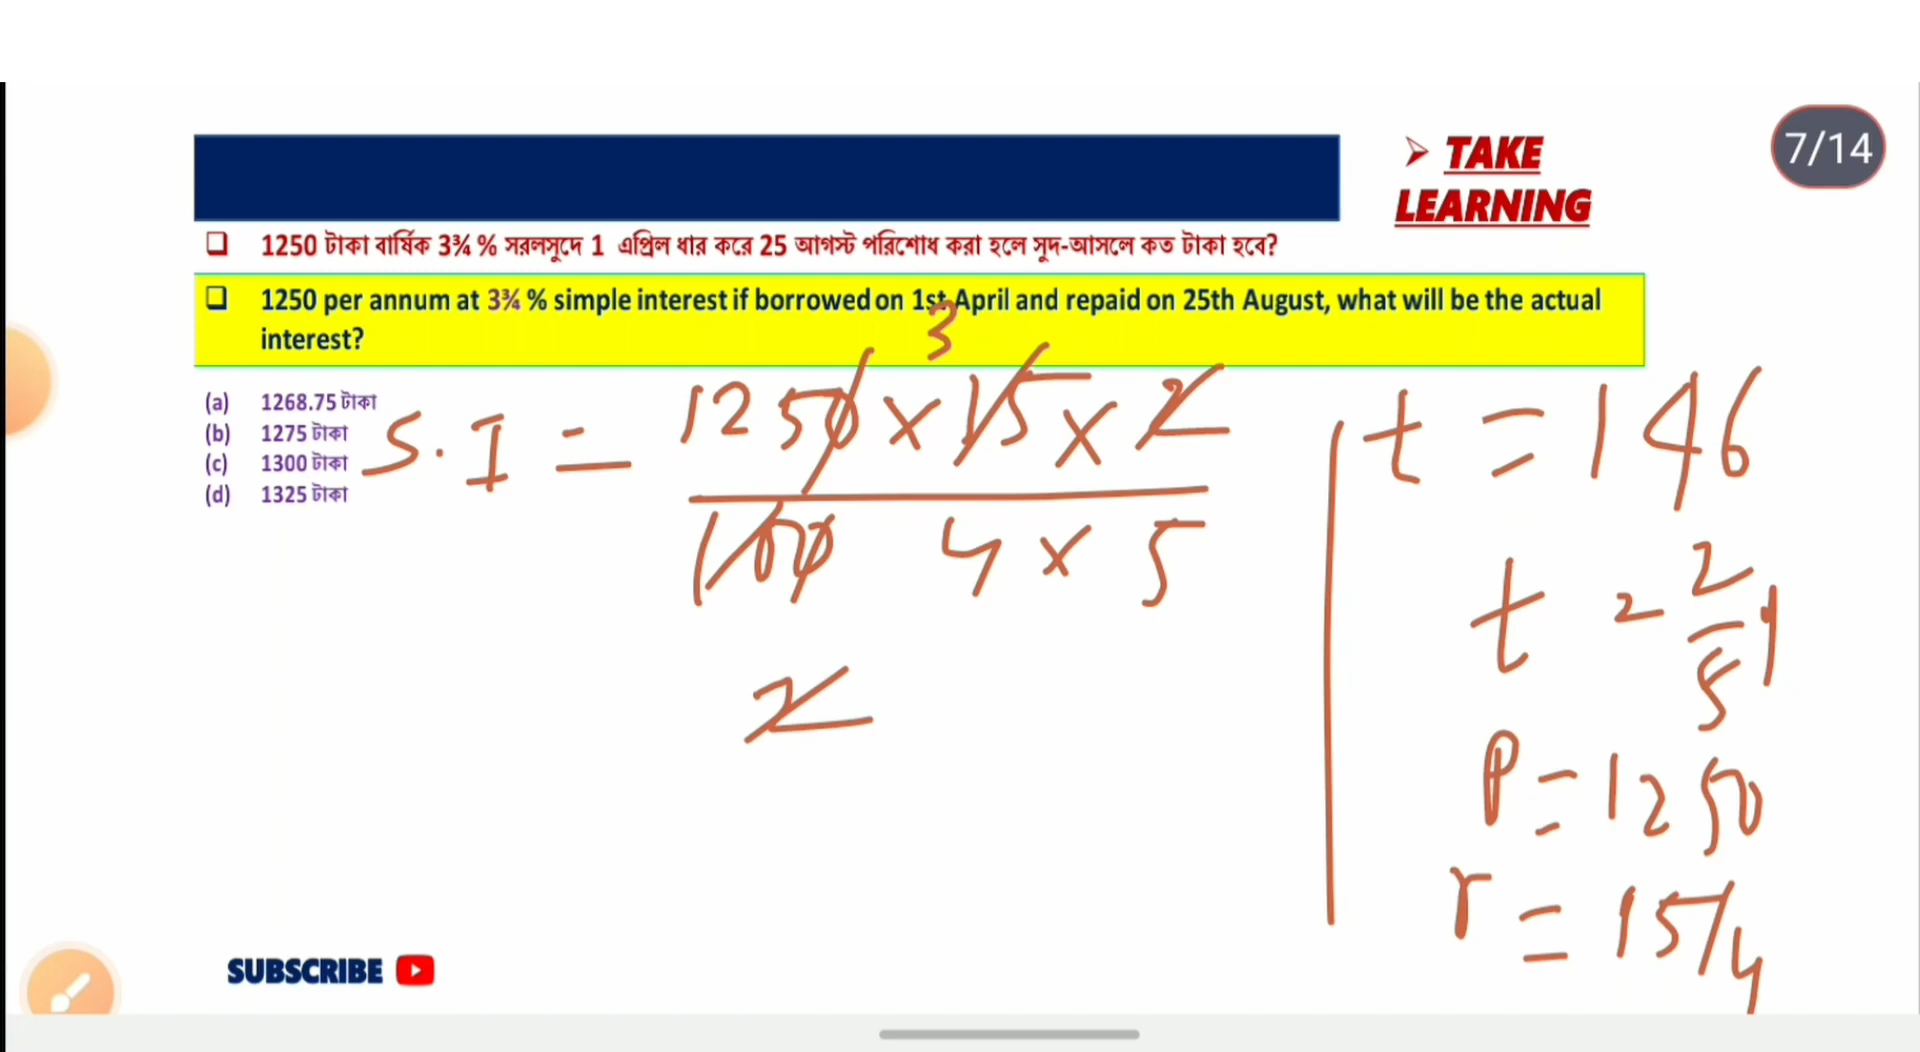 ➢ TAKE
LEARNING
7/14
❑ 1250 টাকা বার্ষিক 3¾ % সরলসুদে 1 এপ্রিল ধার করে 25 আগস্ট পরিশোধ করা হলে সুদ-আসলে কত টাকা হবে?
❑ 1250 per annum at 3¾ % simple interest if borrowed on 1st April and repaid on 25th August, what will be the actual
interest?
(a) 1268.75 টাকা
(b) 1275 টাকা
(c) 1300 টাকা
(d) 1325 টাকা
3
S.I = 1250 × 15 × 2
100 4 × 5
2
t = 146
t = 2/5 y
P = 1250
r = 15/4
SUBSCRIBE